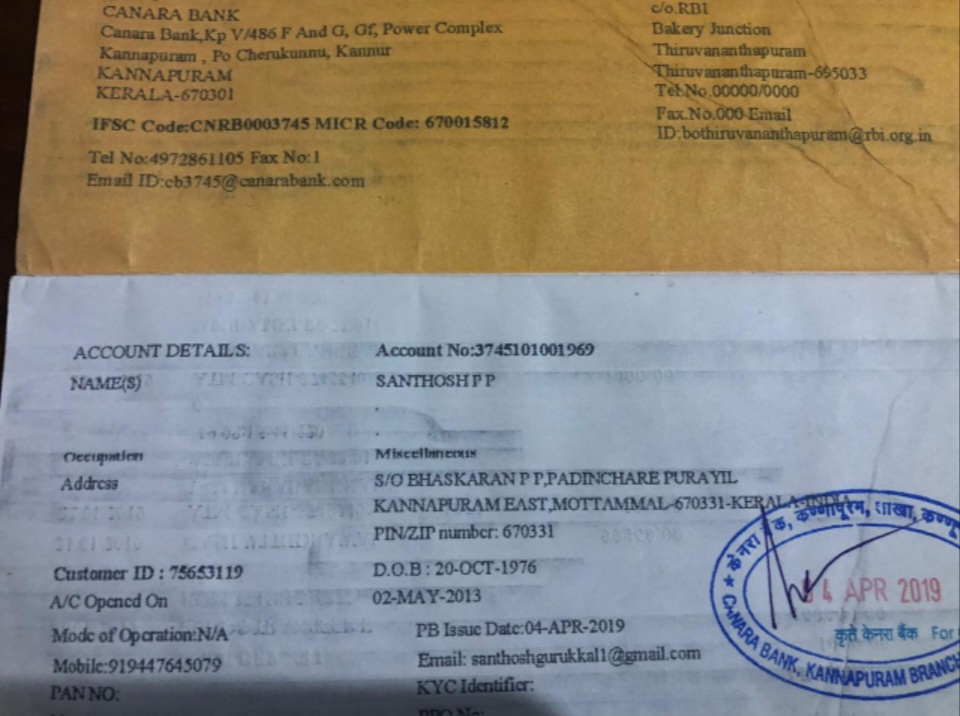 CANARA BANK
Canara Bank,Kp V/486 F And G, Gf, Power Complex
Kannapuram , Po Cherukunnu, Kannur
KANNAPURAM
KERALA-670301
IFSC Code:CNRB0003745 MICR Code: 670015812
Tel No:4972861105 Fax No:1
Email ID:cb3745@canarabank.com
c/o.RBI
Bakery Junction
Thiruvananthapuram
Thiruvananthapuram-695033
Tel No.00000/0000
Fax.No.000 Email
ID:bothiruvananthapuram@rbi.org.in
ACCOUNT DETAILS: Account No:3745101001969
NAME(S) SANTHOSH P P
.
.
Occupation Miscellaneous
Address S/O BHASKARAN P P,PADINCHARE PURAYIL
KANNAPURAM EAST,MOTTAMMAL-670331-KERALA-INDIA
PIN/ZIP number: 670331
Customer ID : 75653119 D.O.B : 20-OCT-1976
A/C Opened On 02-MAY-2013
Mode of Operation:N/A PB Issue Date:04-APR-2019
Mobile:919447645079 Email: santhoshgurukkal1@gmail.com
PAN NO: KYC Identifier:
केनरा बैंक, कण्णापूरम, शाखा,
04 APR 2019
कृते केनरा बैंक For
CANARA BANK, KANNAPURAM BRANCH